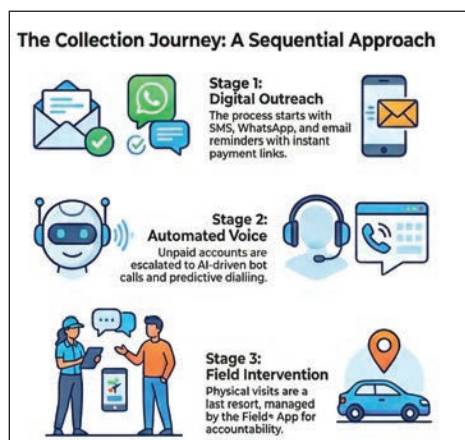 The Collection Journey: A Sequential Approach
Stage 1:
Digital Outreach
The process starts with
SMS, WhatsApp, and email
reminders with instant
payment links.
Stage 2:
Automated Voice
Unpaid accounts are
escalated to AI-driven bot
calls and predictive dialling.
Stage 3:
Field Intervention
Physical visits are a
last resort, managed
by the Field+ App for
accountability.